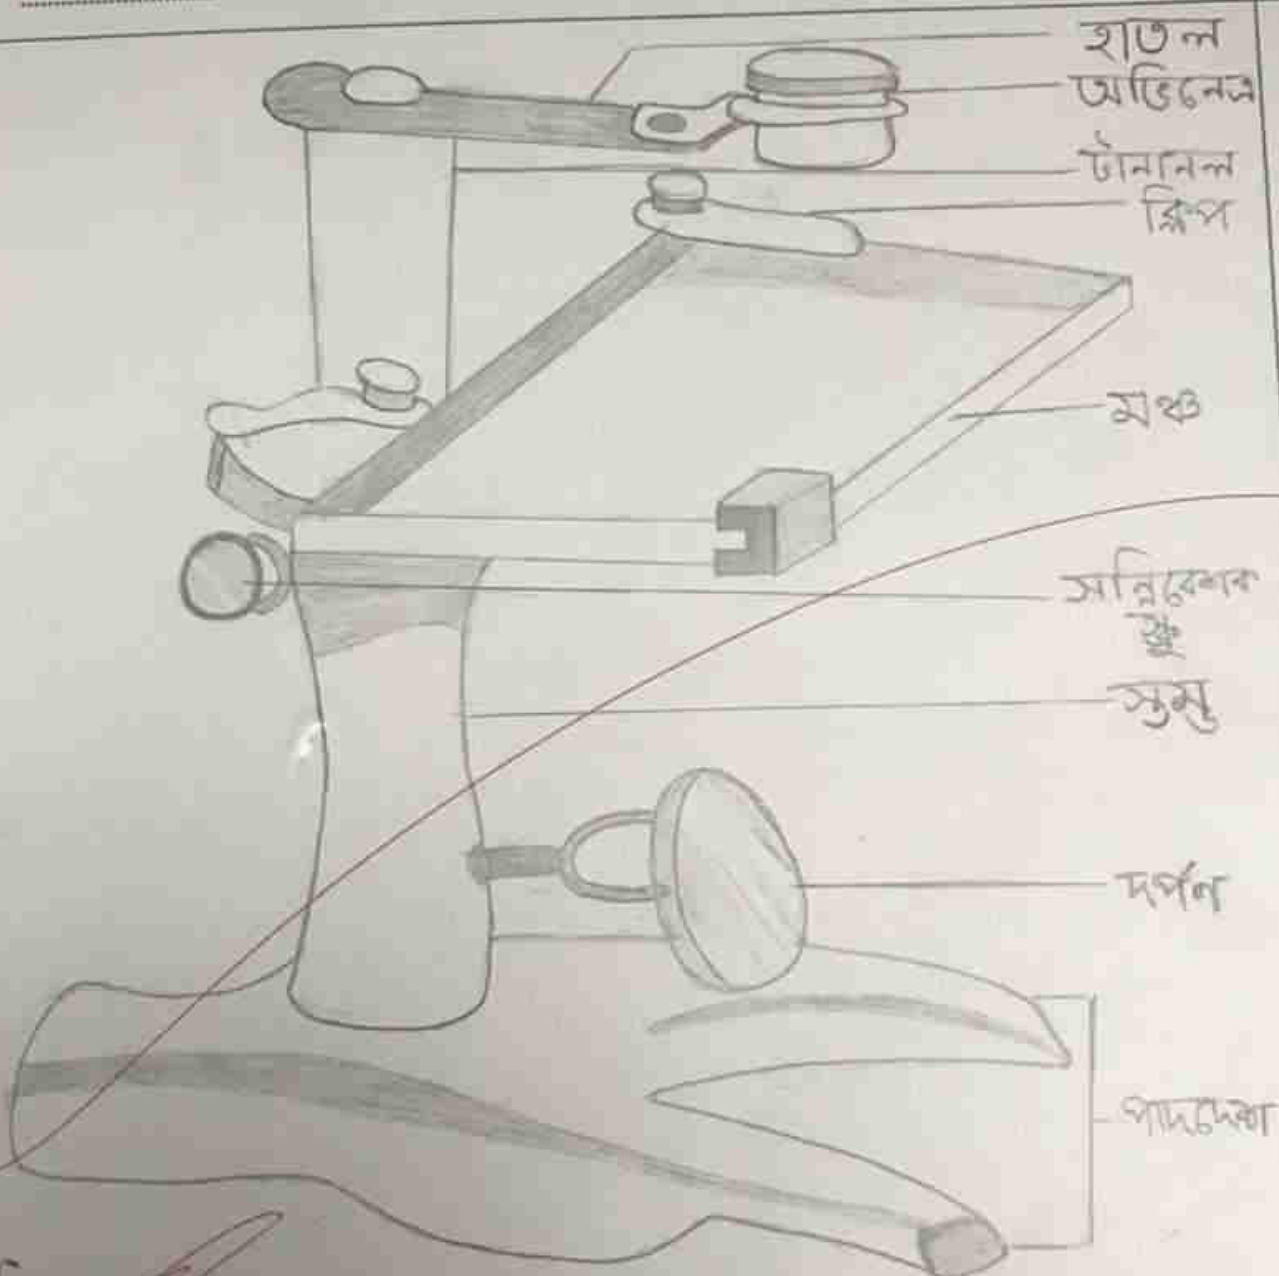 হাতল
অভিনেত্র
টানানল
ক্লিপ
মঞ্চ
সন্নিবেশক
স্ক্রু
স্তম্ভ
দর্পণ
পাদদেশ